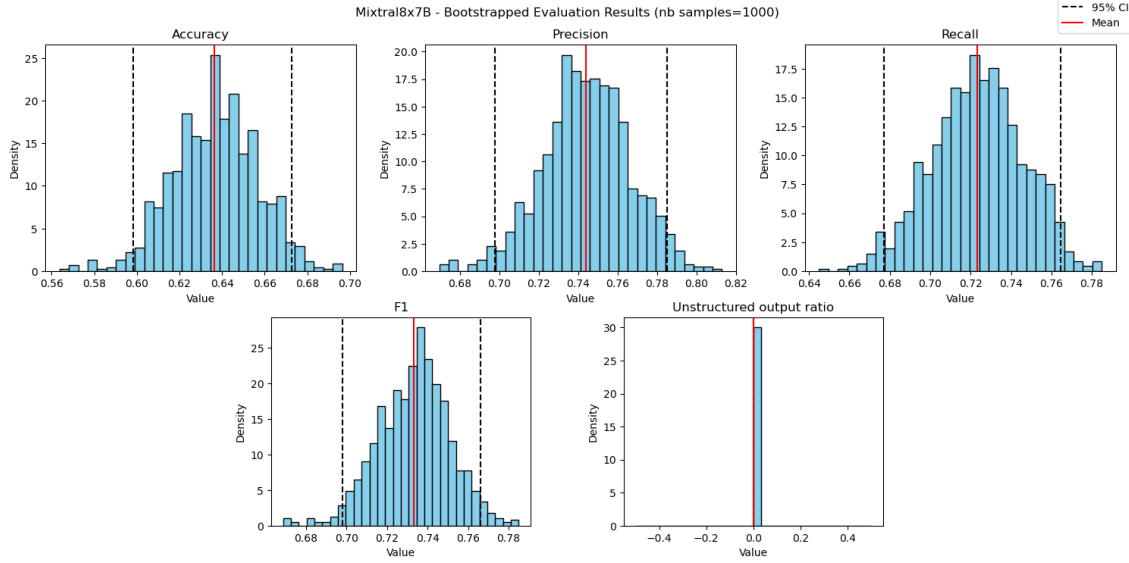 Mixtral8x7B - Bootstrapped Evaluation Results (nb samples=1000)
95% CI
Mean
Accuracy
Density
25
20
15
10
5
0
0.56 0.58 0.60 0.62 0.64 0.66 0.68 0.70
Value
Precision
Density
20.0
17.5
15.0
12.5
10.0
7.5
5.0
2.5
0.0
0.68 0.70 0.72 0.74 0.76 0.78 0.80 0.82
Value
Recall
Density
17.5
15.0
12.5
10.0
7.5
5.0
2.5
0.0
0.64 0.66 0.68 0.70 0.72 0.74 0.76 0.78
Value
F1
Density
25
20
15
10
5
0
0.68 0.70 0.72 0.74 0.76 0.78
Value
Unstructured output ratio
Density
30
25
20
15
10
5
0
−0.4 −0.2 0.0 0.2 0.4
Value